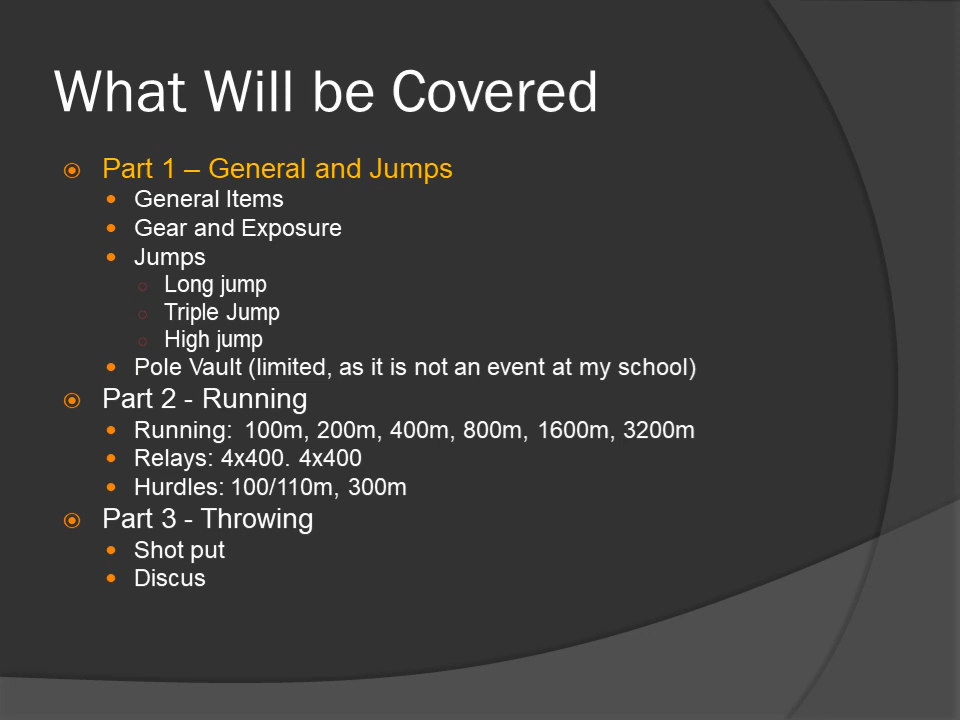 What Will be Covered
Part 1 – General and Jumps
General Items
Gear and Exposure
Jumps
Long jump
Triple Jump
High jump
Pole Vault (limited, as it is not an event at my school)
Part 2 - Running
Running:  100m, 200m, 400m, 800m, 1600m, 3200m
Relays: 4x400. 4x400
Hurdles: 100/110m, 300m
Part 3 - Throwing
Shot put
Discus